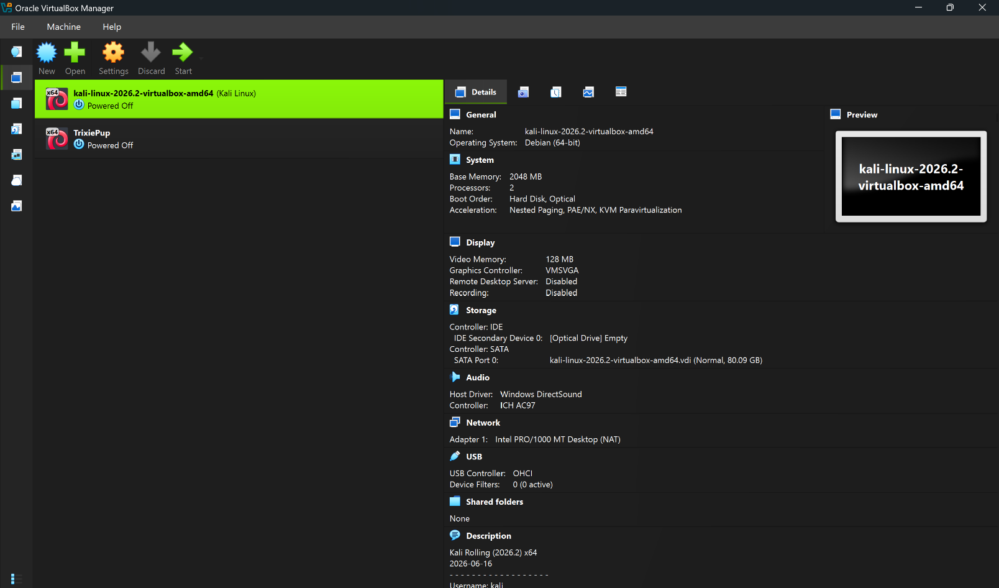 Oracle VirtualBox Manager
File Machine Help
New Open Settings Discard Start
x64
kali-linux-2026.2-virtualbox-amd64 (Kali Linux)
Powered Off
x64
TrixiePup
Powered Off
Details
General
Name: kali-linux-2026.2-virtualbox-amd64
Operating System: Debian (64-bit)
System
Base Memory: 2048 MB
Processors: 2
Boot Order: Hard Disk, Optical
Acceleration: Nested Paging, PAE/NX, KVM Paravirtualization
Preview
kali-linux-2026.2-
virtualbox-amd64
Display
Video Memory: 128 MB
Graphics Controller: VMSVGA
Remote Desktop Server: Disabled
Recording: Disabled
Storage
Controller: IDE
IDE Secondary Device 0: [Optical Drive] Empty
Controller: SATA
SATA Port 0: kali-linux-2026.2-virtualbox-amd64.vdi (Normal, 80.09 GB)
Audio
Host Driver: Windows DirectSound
Controller: ICH AC97
Network
Adapter 1: Intel PRO/1000 MT Desktop (NAT)
USB
USB Controller: OHCI
Device Filters: 0 (0 active)
Shared folders
None
Description
Kali Rolling (2026.2) x64
2026-06-16
- - - - - - - - - - - - - - - - - -
Username: kali